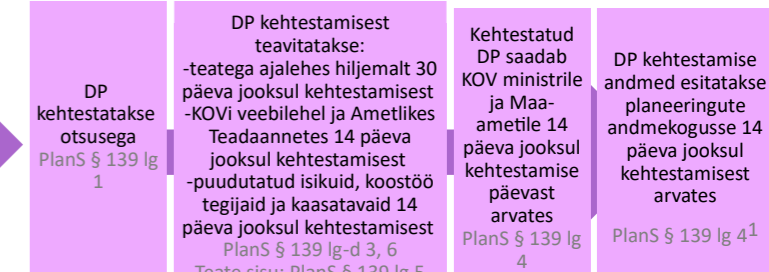 DP
kehtestatakse
otsusega
PlanS § 139 lg
1
DP kehtestamisest
teavitatakse:
-teatega ajalehes hiljemalt 30
päeva jooksul kehtestamisest
-KOVi veebilehel ja Ametlikes
Teadaannetes 14 päeva
jooksul kehtestamisest
-puudutatud isikuid, koostöö
tegijaid ja kaasatavaid 14
päeva jooksul kehtestamisest
PlanS § 139 lg-d 3, 6
Teate sisu: PlanS § 139 lg 5
Kehtestatud
DP saadab
KOV ministrile
ja Maa-
ametile 14
päeva jooksul
kehtestamise
päevast
arvates
PlanS § 139 lg
4
DP kehtestamise
andmed esitatakse
planeeringute
andmekogusse 14
päeva jooksul
kehtestamisest
arvates
PlanS § 139 lg 4¹